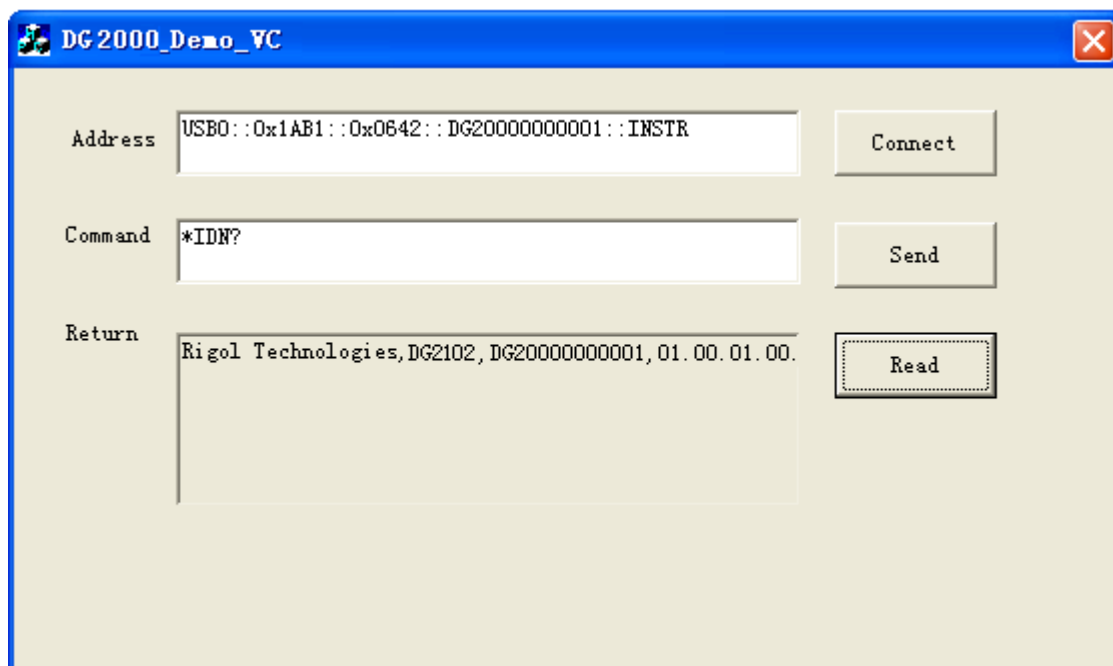 DG2000_Demo_VC
Address
USB0::0x1AB1::0x0642::DG20000000001::INSTR
Connect
Command
*IDN?
Send
Return
Rigol Technologies,DG2102,DG20000000001,01.00.01.00.
Read